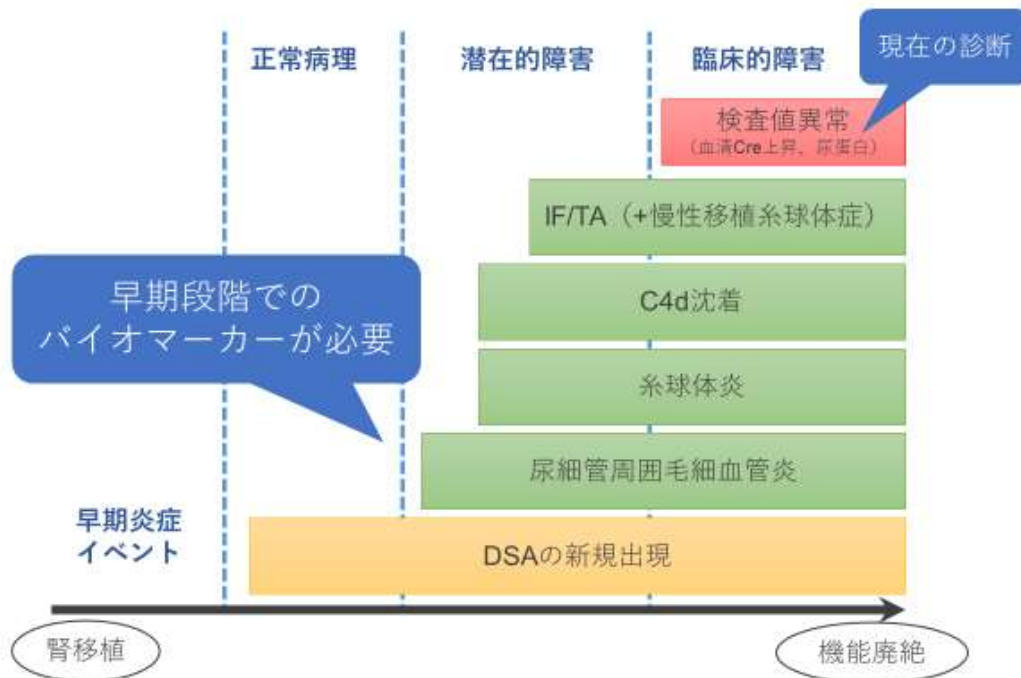 正常病理
潜在的障害
臨床的障害
現在の診断
検査値異常
（血清Cre上昇、尿蛋白）
IF/TA（+慢性移植糸球体症）
早期段階での
バイオマーカーが必要
C4d沈着
糸球体炎
尿細管周囲毛細血管炎
早期炎症
イベント
DSAの新規出現
腎移植
機能廃絶